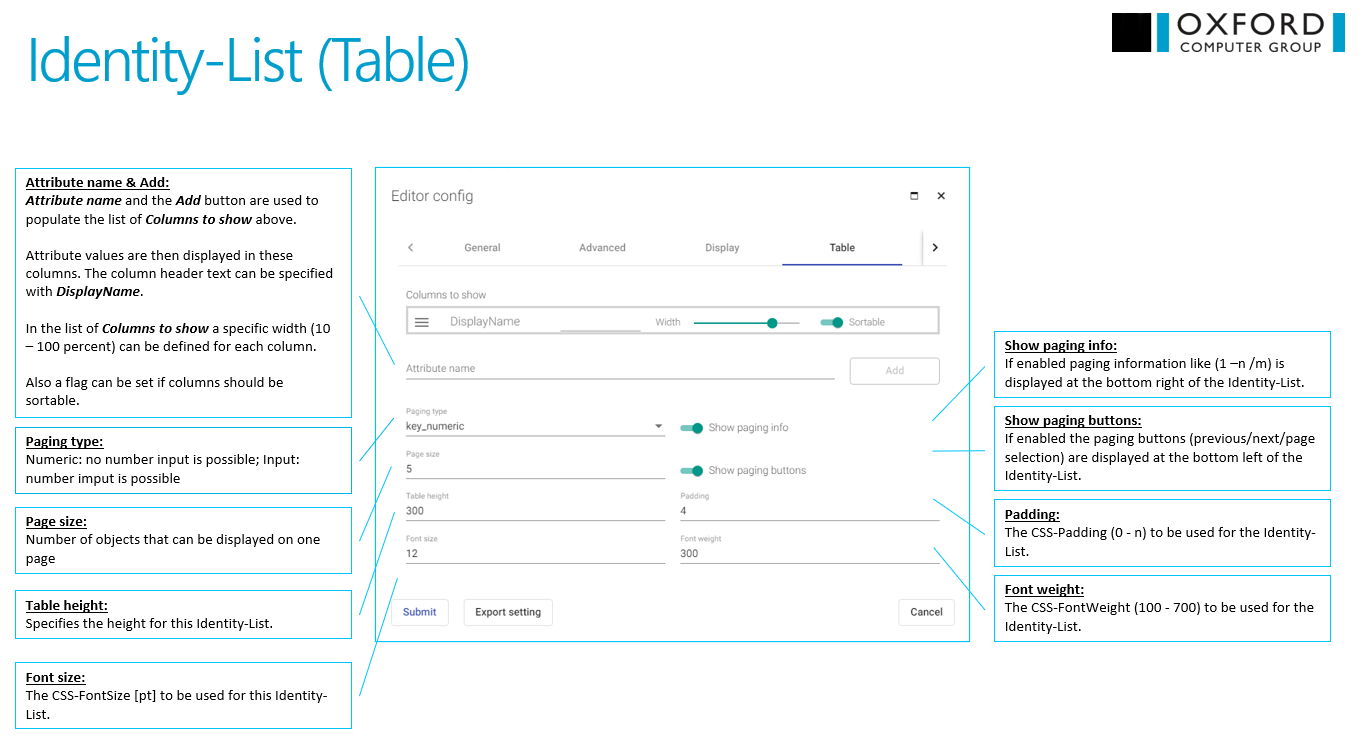 Identity-List (Table)
OXFORD
COMPUTER GROUP
Attribute name & Add:
Attribute name and the Add button are used to
populate the list of Columns to show above.
Attribute values are then displayed in these
columns. The column header text can be specified
with DisplayName.
In the list of Columns to show a specific width (10
– 100 percent) can be defined for each column.
Also a flag can be set if columns should be
sortable.
Paging type:
Numeric: no number input is possible; Input:
number imput is possible
Page size:
Number of objects that can be displayed on one
page
Table height:
Specifies the height for this Identity-List.
Font size:
The CSS-FontSize [pt] to be used for this Identity-
List.
Editor config
General
Advanced
Display
Table
Columns to show
DisplayName
Width
Sortable
Attribute name
Add
Paging type
key_numeric
Show paging info
Page size
5
Show paging buttons
Table height
300
Padding
4
Font size
12
Font weight
300
Submit
Export setting
Cancel
Show paging info:
If enabled paging information like (1 –n /m) is
displayed at the bottom right of the Identity-List.
Show paging buttons:
If enabled the paging buttons (previous/next/page
selection) are displayed at the bottom left of the
Identity-List.
Padding:
The CSS-Padding (0 - n) to be used for the Identity-
List.
Font weight:
The CSS-FontWeight (100 - 700) to be used for the
Identity-List.